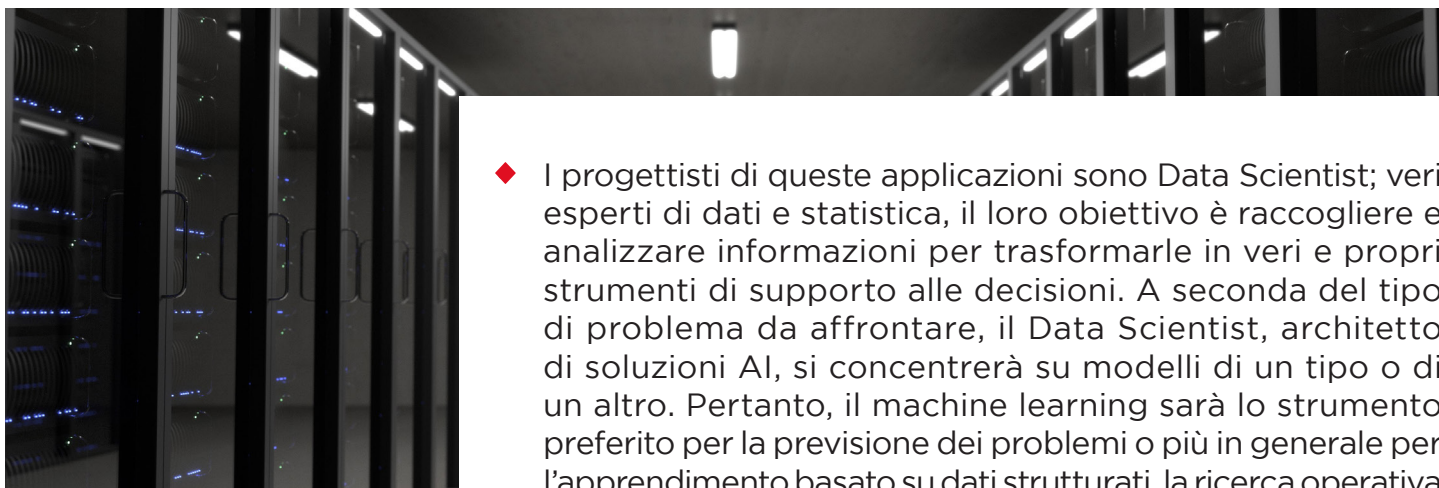 I progettisti di queste applicazioni sono Data Scientist; veri
esperti di dati e statistica, il loro obiettivo è raccogliere e
analizzare informazioni per trasformarle in veri e propri
strumenti di supporto alle decisioni. A seconda del tipo
di problema da affrontare, il Data Scientist, architetto
di soluzioni AI, si concentrerà su modelli di un tipo o di
un altro. Pertanto, il machine learning sarà lo strumento
preferito per la previsione dei problemi o più in generale per
l'apprendimento basato su dati strutturati, la ricerca operativa